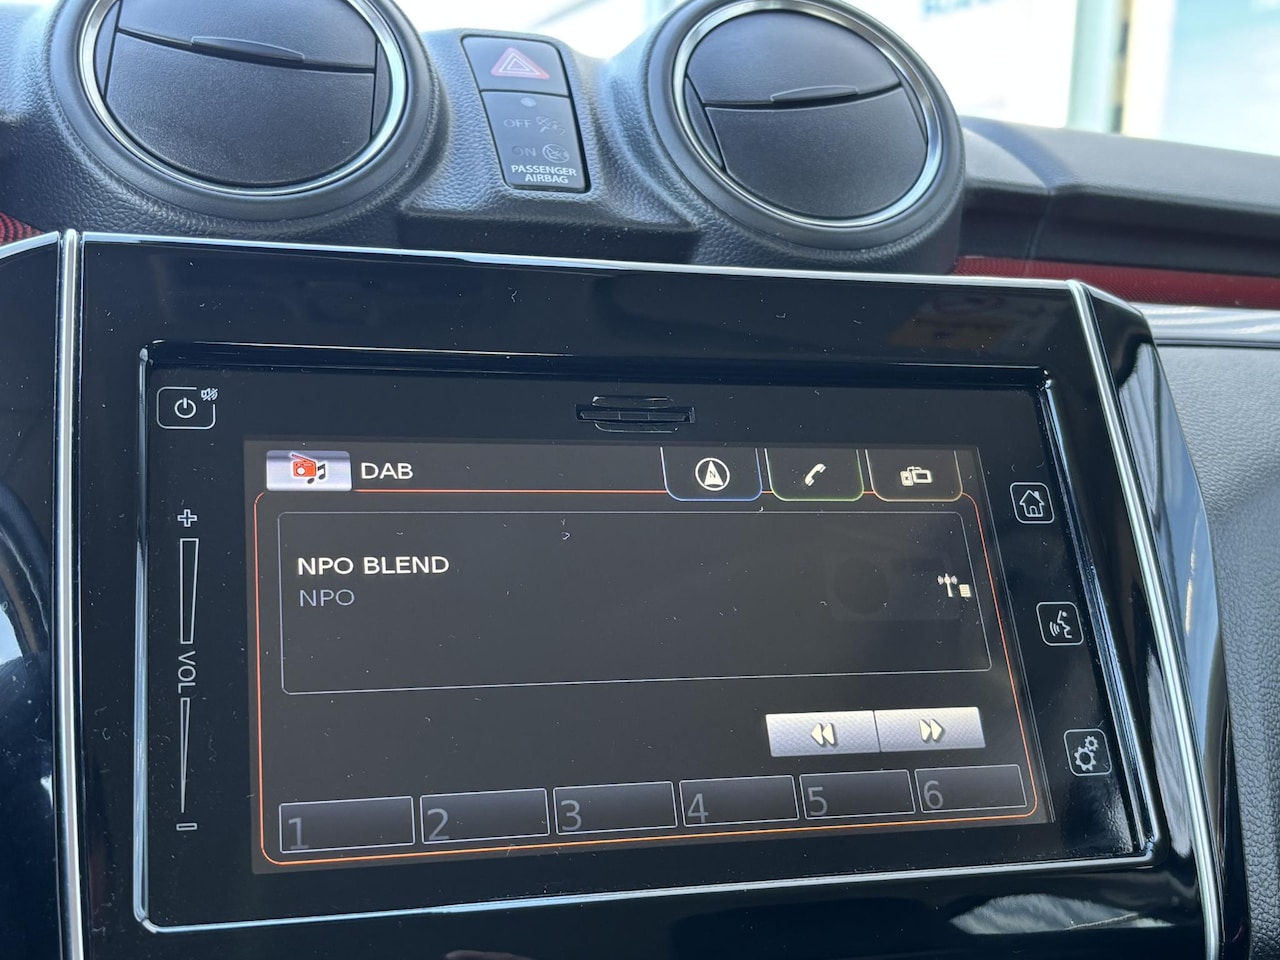 OFF
ON
PASSENGER
AIRBAG
DAB
NPO BLEND
NPO
VOL
1 2 3 4 5 6